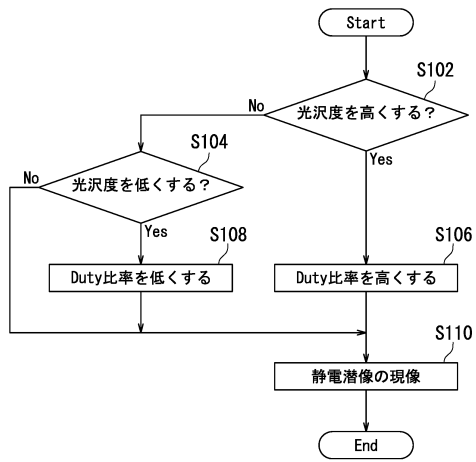 Start
S102
光沢度を高くする?
No
Yes
S104
光沢度を低くする?
No
Yes
S108
Duty比率を低くする
S106
Duty比率を高くする
S110
静電潜像の現像
End